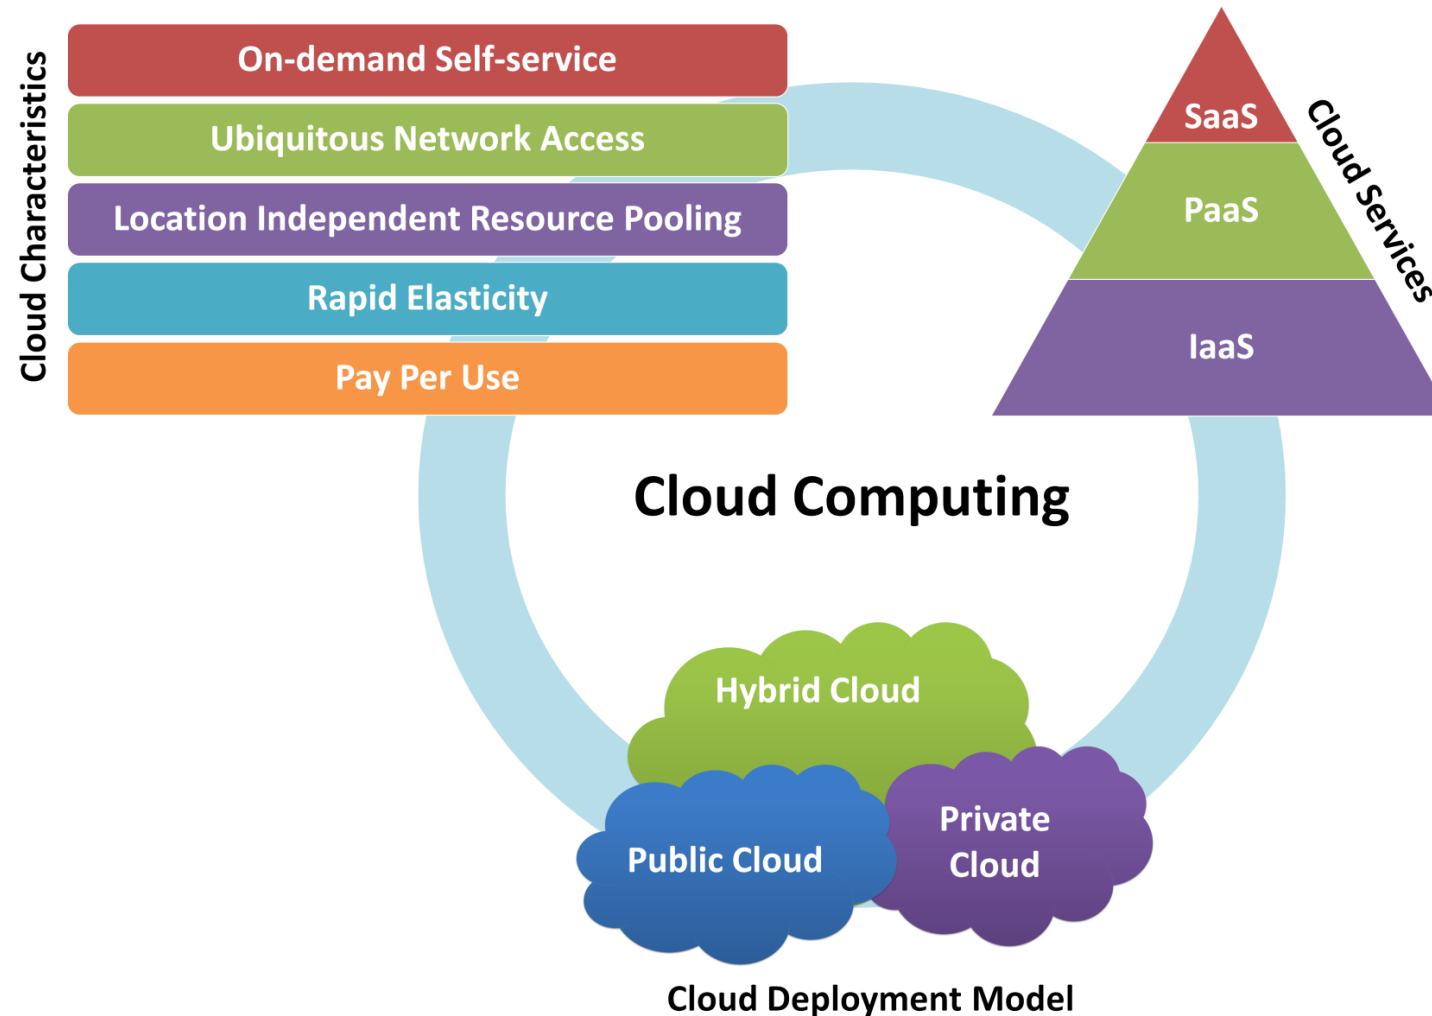 Cloud Characteristics
On-demand Self-service
Ubiquitous Network Access
Location Independent Resource Pooling
Rapid Elasticity
Pay Per Use
SaaS
PaaS
IaaS
Cloud Services
Cloud Computing
Hybrid Cloud
Public Cloud
Private
Cloud
Cloud Deployment Model